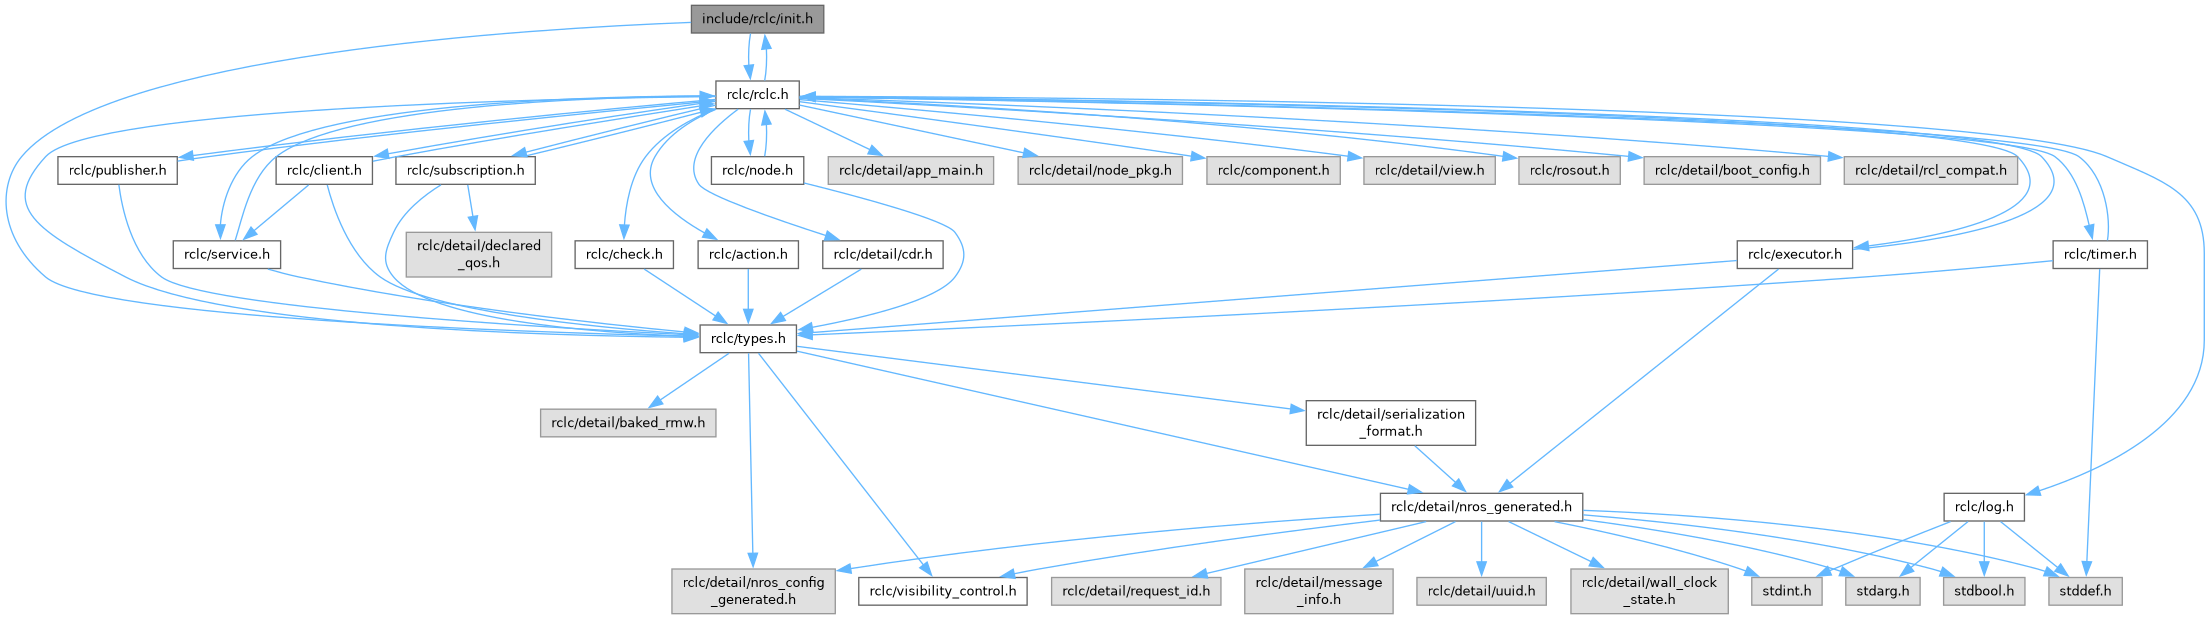 include/rclc/init.h
rclc/rclc.h
rclc/publisher.h
rclc/client.h
rclc/subscription.h
rclc/node.h
rclc/detail/app_main.h
rclc/detail/node_pkg.h
rclc/component.h
rclc/detail/view.h
rclc/rosout.h
rclc/detail/boot_config.h
rclc/detail/rcl_compat.h
rclc/service.h
rclc/detail/declared
_qos.h
rclc/check.h
rclc/action.h
rclc/detail/cdr.h
rclc/executor.h
rclc/timer.h
rclc/types.h
rclc/detail/baked_rmw.h
rclc/detail/serialization
_format.h
rclc/detail/nros_generated.h
rclc/log.h
rclc/detail/nros_config
_generated.h
rclc/visibility_control.h
rclc/detail/request_id.h
rclc/detail/message
_info.h
rclc/detail/uuid.h
rclc/detail/wall_clock
_state.h
stdint.h
stdarg.h
stdbool.h
stddef.h